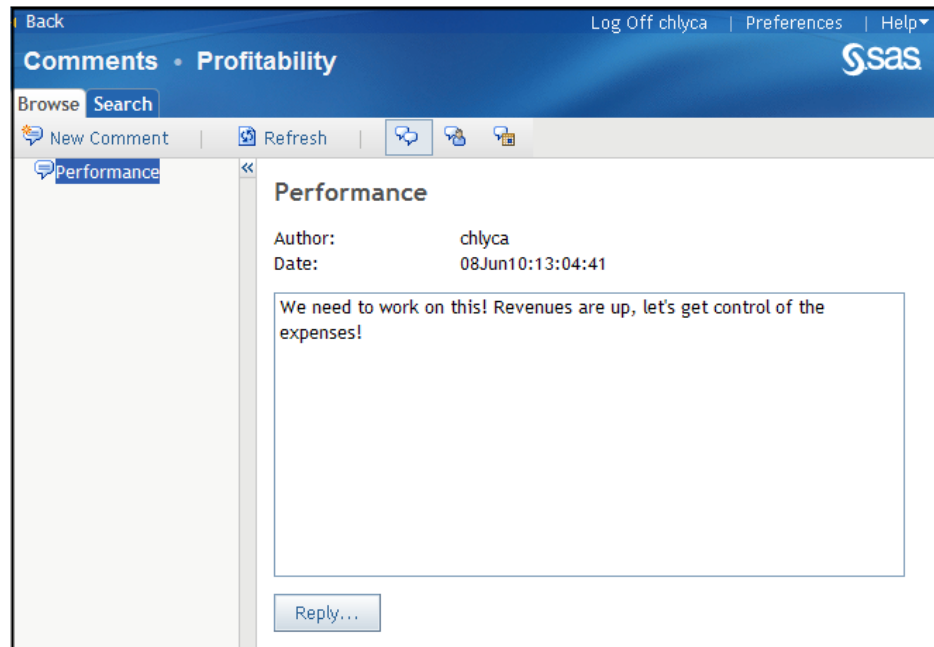 Back
Log Off chlyca | Preferences | Help
Comments • Profitability
sas
Browse Search
New Comment | Refresh |
Performance
Performance
Author: chlyca
Date: 08Jun10:13:04:41
We need to work on this! Revenues are up, let's get control of the
expenses!
Reply...